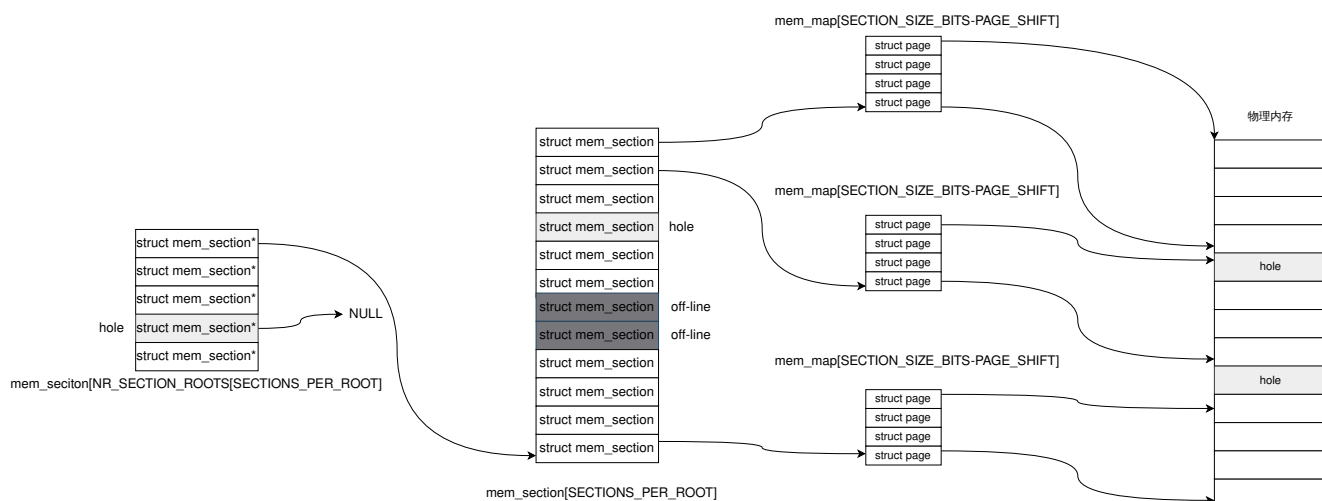 struct mem_section*
struct mem_section*
struct mem_section*
hole
struct mem_section*
NULL
struct mem_section*
mem_seciton[NR_SECTION_ROOTS[SECTIONS_PER_ROOT]
struct mem_section
struct mem_section
struct mem_section
struct mem_section
hole
struct mem_section
struct mem_section
struct mem_section
off-line
struct mem_section
off-line
struct mem_section
struct mem_section
struct mem_section
struct mem_section
mem_section[SECTIONS_PER_ROOT]
mem_map[SECTION_SIZE_BITS-PAGE_SHIFT]
struct page
struct page
struct page
struct page
mem_map[SECTION_SIZE_BITS-PAGE_SHIFT]
struct page
struct page
struct page
struct page
mem_map[SECTION_SIZE_BITS-PAGE_SHIFT]
struct page
struct page
struct page
struct page
物理内存
hole
hole